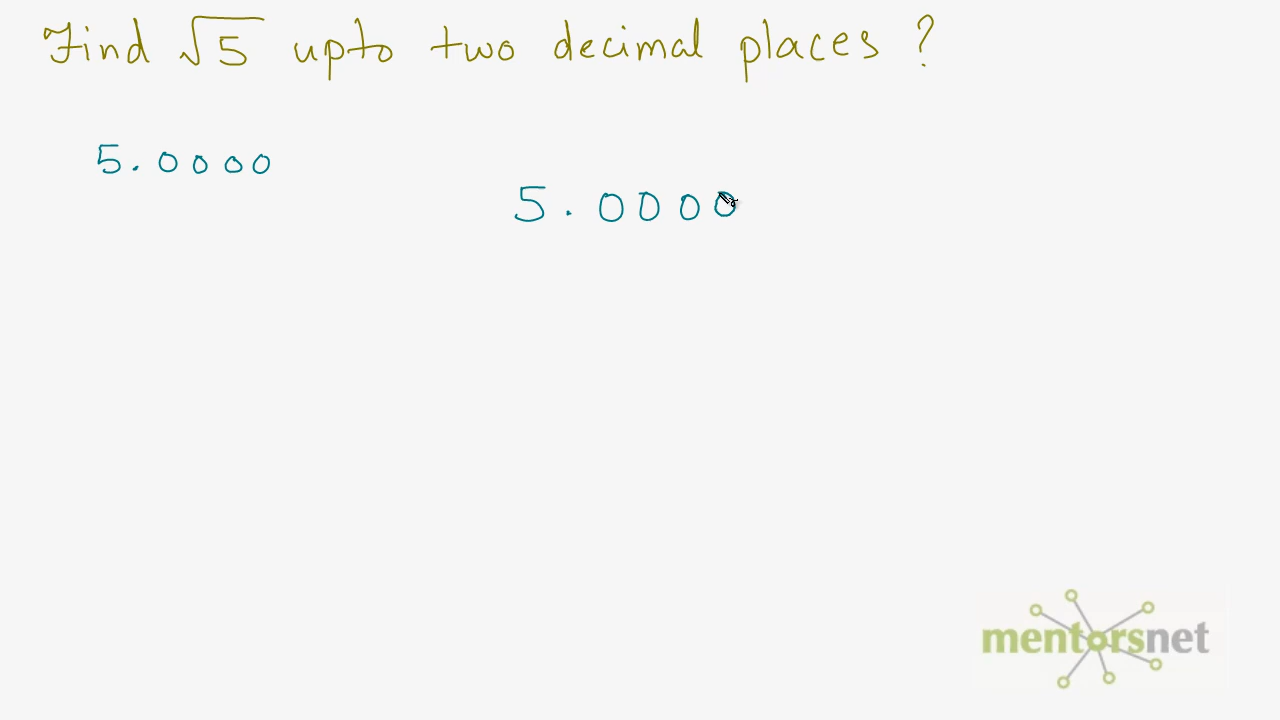 Find √5 upto two decimal places ?
5.0000
5.0000
mentorsnet